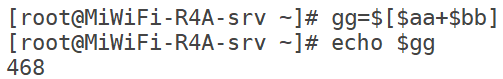 [root@MiWiFi-R4A-srv ~]# gg=$[$aa+$bb]
[root@MiWiFi-R4A-srv ~]# echo $gg
468